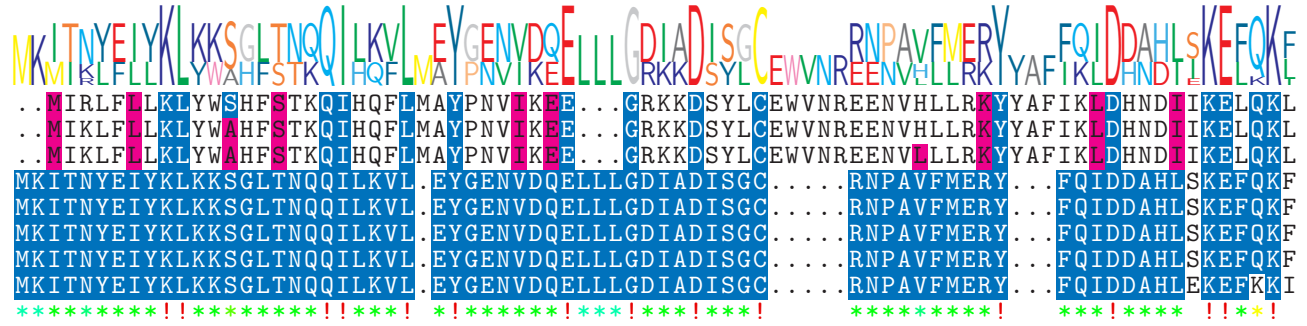 ..MIRLFLLKLYWSHFSTKQIHQFLMAYPNVIKEE...GRKKDSYLCEWVNREENVHLLRKYYAFIKLDHNDIIKELQKL
..MIKLFLLKLYWAHFSTKQIHQFLMAYPNVIKEE...GRKKDSYLCEWVNREENVHLLRKYYAFIKLDHNDIIKELQKL
..MIKLFLLKLYWAHFSTKQIHQFLMAYPNVIKEE...GRKKDSYLCEWVNREENVLLLRKYYAFIKLDHNDIIKELQKL
MKITNYEIYKLKKSGLTNQQILKVL.EYGENVDQELLLGDIADISGC.....RNPAVFMERY...FQIDDAHLSKEFQKF
MKITNYEIYKLKKSGLTNQQILKVL.EYGENVDQELLLGDIADISGC.....RNPAVFMERY...FQIDDAHLSKEFQKF
MKITNYEIYKLKKSGLTNQQILKVL.EYGENVDQELLLGDIADISGC.....RNPAVFMERY...FQIDDAHLSKEFQKF
MKITNYEIYKLKKSGLTNQQILKVL.EYGENVDQELLLGDIADISGC.....RNPAVFMERY...FQIDDAHLSKEFQKF
MKITNYEIYKLKKSGLTNQQILKVL.EYGENVDQELLLGDIADISGC.....RNPAVFMERY...FQIDDAHLEKEFKKI
*********!!********!!***! *!******!***!***!***!     *********!   ***!**** !!**!